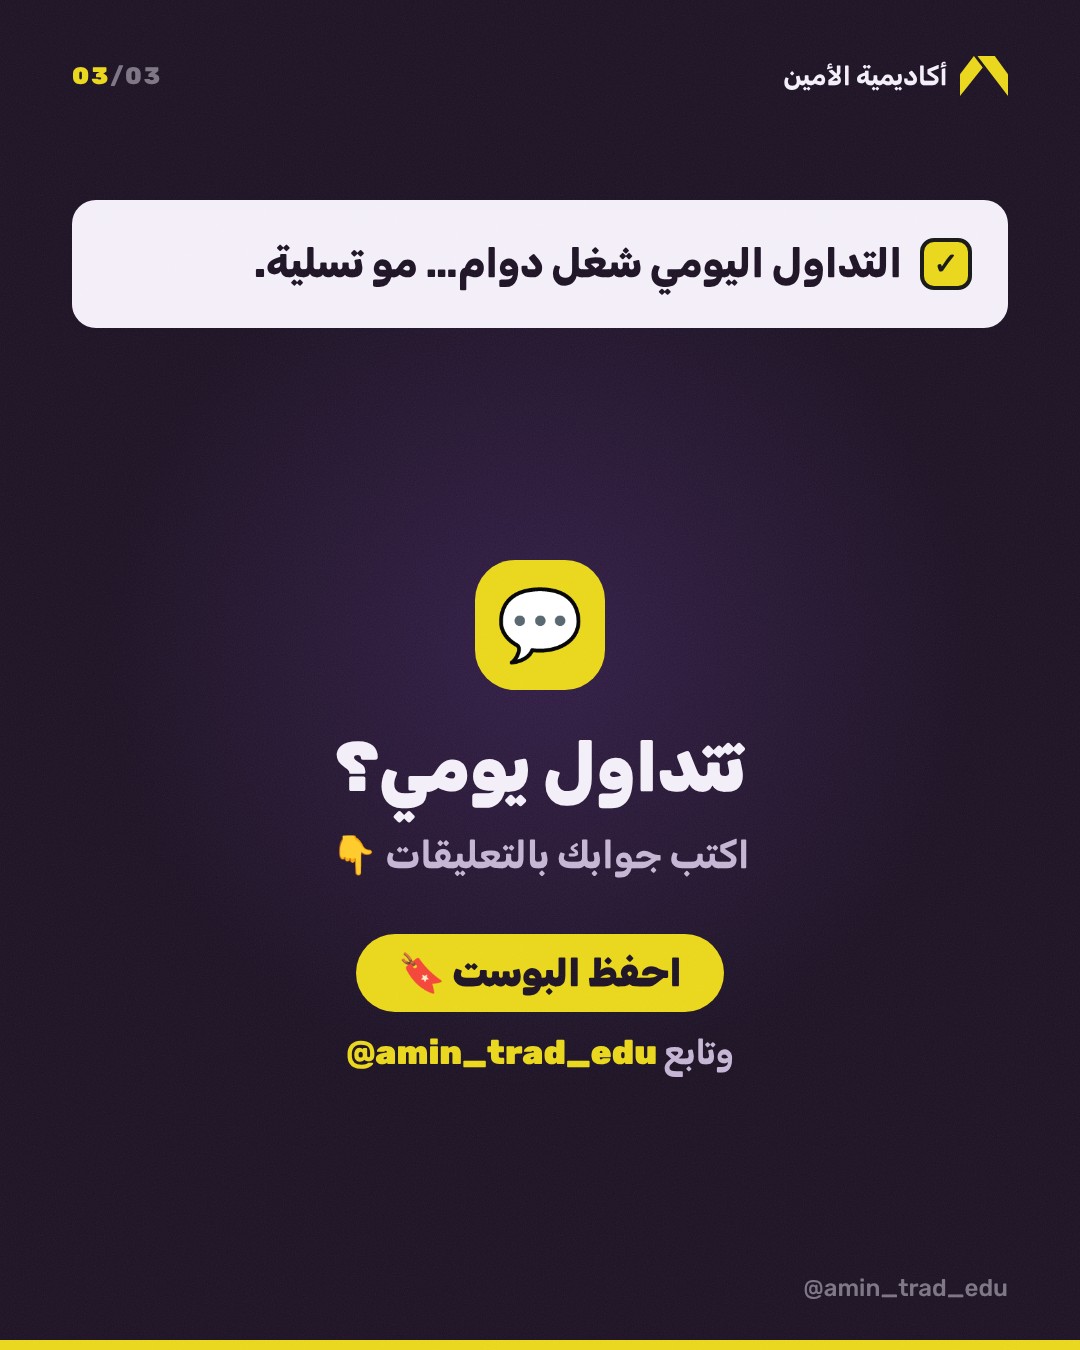 أكاديمية الأمين
03/03
✓ التداول اليومي شغل دوام... مو تسلية.
تتداول يومي؟
اكتب جوابك بالتعليقات 👇
احفظ البوست 🔖
وتابع @amin_trad_edu
@amin_trad_edu